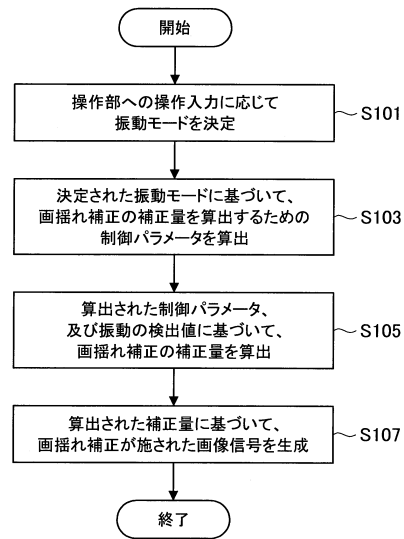 開始
操作部への操作入力に応じて
振動モードを決定
S101
決定された振動モードに基づいて、
画揺れ補正の補正量を算出するための
制御パラメータを算出
S103
算出された制御パラメータ、
及び振動の検出値に基づいて、
画揺れ補正の補正量を算出
S105
算出された補正量に基づいて、
画揺れ補正が施された画像信号を生成
S107
終了